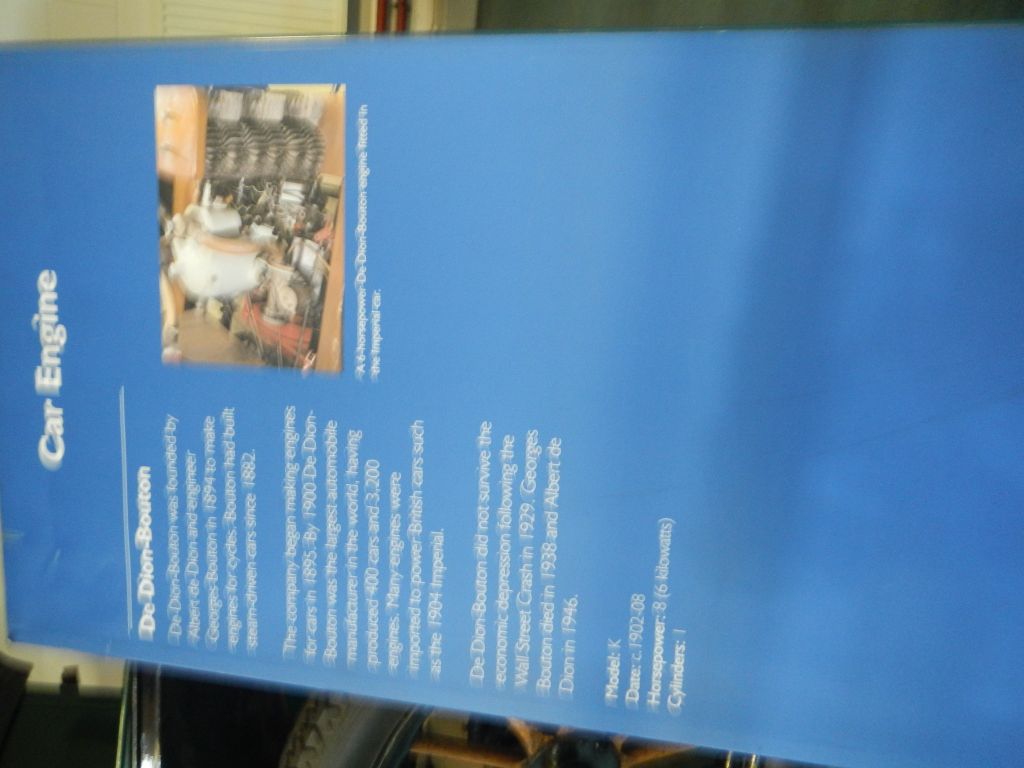 Car Engine
De-Dion-Bouton
De-Dion-Bouton was founded by
Albert de Dion and engineer
Georges Bouton in 1894 to make
engines for cycles. Bouton had built
steam-driven cars since 1882.
The company began making engines
for cars in 1895. By 1900 De-Dion-
Bouton was the largest automobile
manufacturer in the world, having
produced 400 cars and 3,200
engines. Many engines were
imported to power British cars such
as the 1904 Imperial.
De-Dion-Bouton did not survive the
economic depression following the
Wall Street Crash in 1929. Georges
Bouton died in 1938 and Albert de
Dion in 1946.
Model: K
Date: c.1902-08
Horsepower: 8 (6 kilowatts)
Cylinders: 1
A 6-horsepower De-Dion-Bouton engine fitted in
the Imperial car.